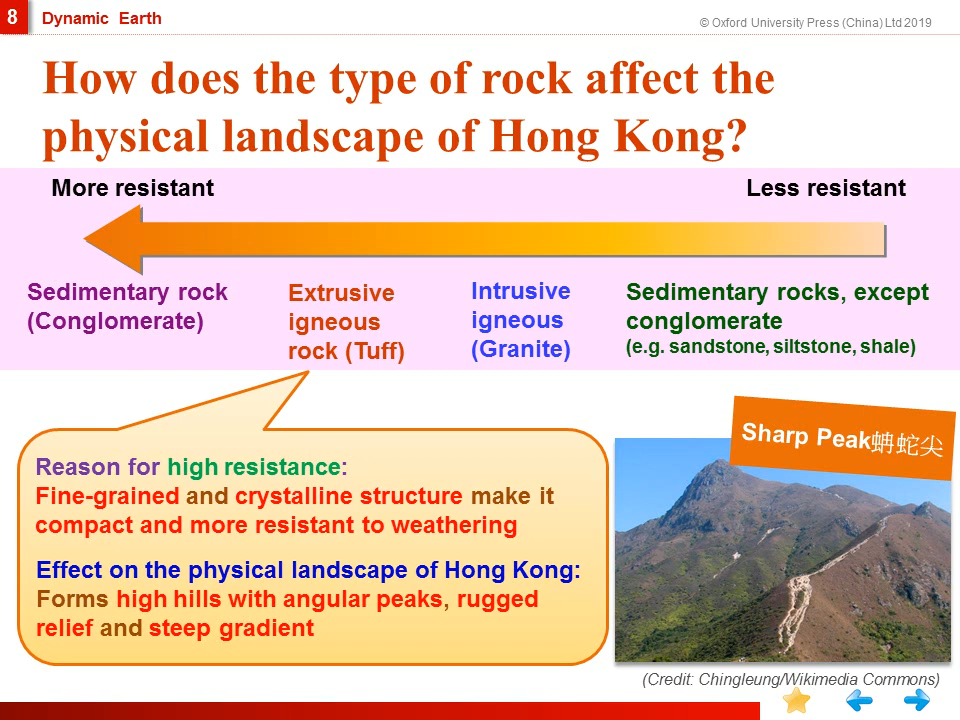 8
Dynamic Earth
© Oxford University Press (China) Ltd 2019
How does the type of rock affect the
physical landscape of Hong Kong?
More resistant
Less resistant
Sedimentary rock
(Conglomerate)
Extrusive
igneous
rock (Tuff)
Intrusive
igneous
(Granite)
Sedimentary rocks, except
conglomerate
(e.g. sandstone, siltstone, shale)
Reason for high resistance:
Fine-grained and crystalline structure make it
compact and more resistant to weathering
Effect on the physical landscape of Hong Kong:
Forms high hills with angular peaks, rugged
relief and steep gradient
Sharp Peak蚺蛇尖
(Credit: Chingleung/Wikimedia Commons)